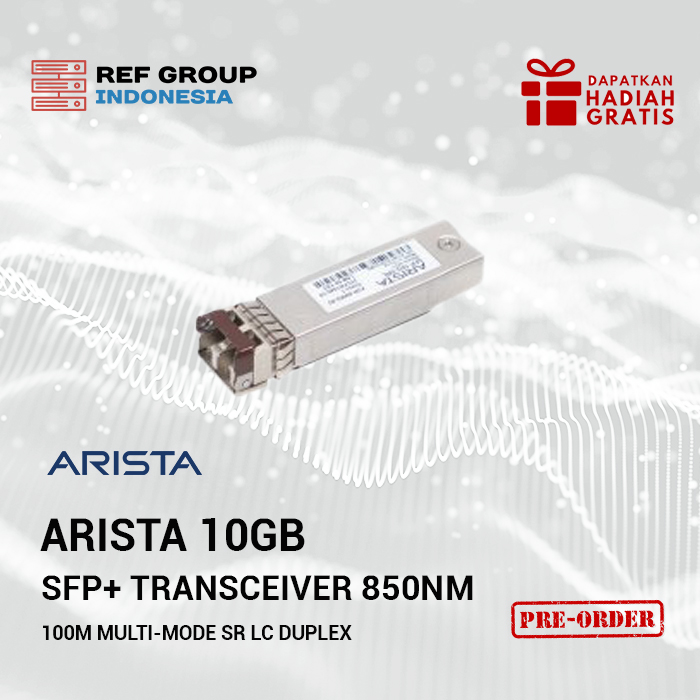 REF GROUP
INDONESIA
DAPATKAN
HADIAH
GRATIS
ARISTA
ARISTA
ARISTA 10GB
SFP+ TRANSCEIVER 850NM
100M MULTI-MODE SR LC DUPLEX
PRE-ORDER